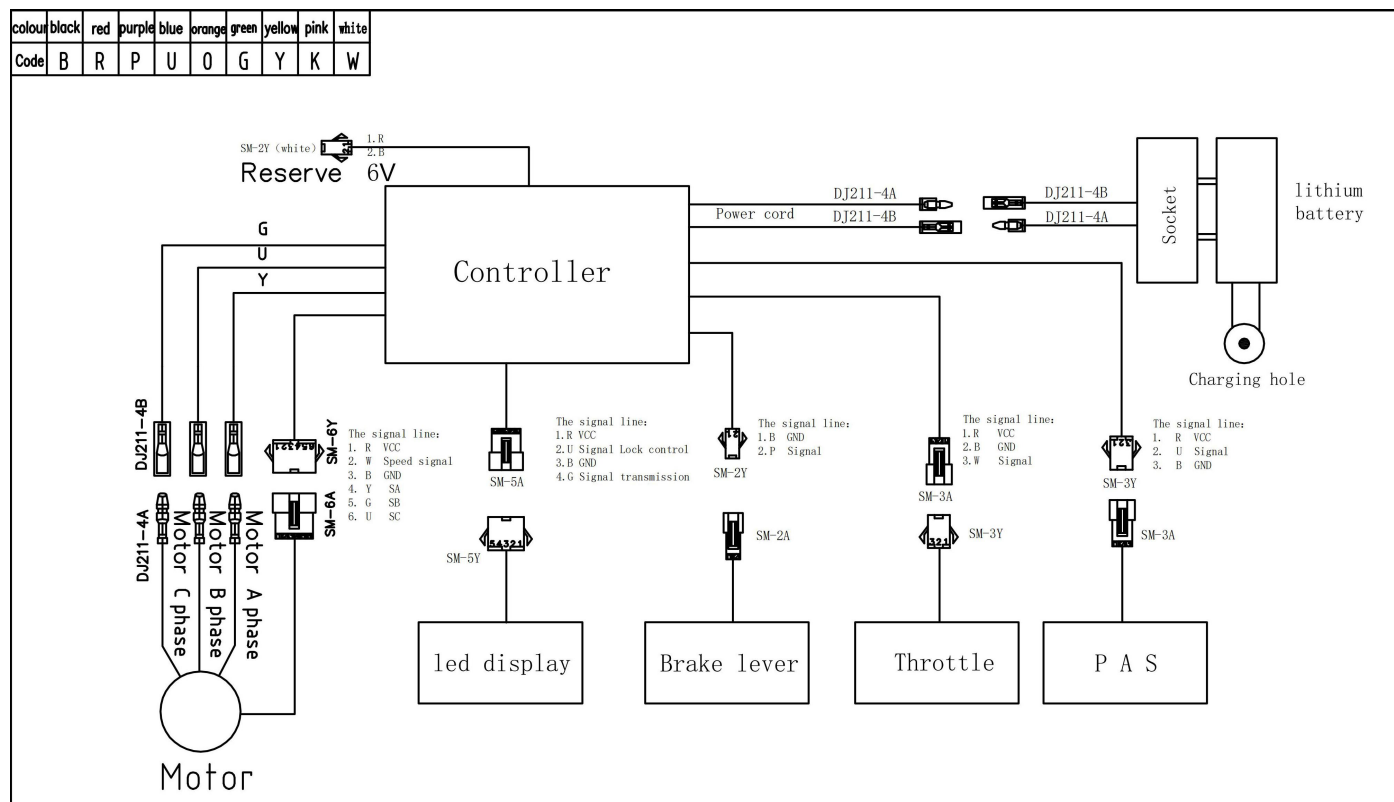 colour black red purple blue orange green yellow pink white
Code B R P U O G Y K W
SM-2Y (white)
2.1
1.R
2.B
Reserve 6V
G
U
Y
Controller
Power cord
DJ211-4A
DJ211-4B
DJ211-4B
DJ211-4A
Socket
lithium
battery
Charging hole
DJ211-4B
DJ211-4A
SM-6Y
SM-6A
The signal line:
1. R VCC
2. W Speed signal
3. B GND
4. Y SA
5. G SB
6. U SC
SM-5A
The signal line:
1.R VCC
2.U Signal Lock control
3.B GND
4.G Signal transmission
54321
SM-5Y
21
SM-2Y
The signal line:
1.B GND
2.P Signal
SM-2A
SM-3A
The signal line:
1.R VCC
2.B GND
3.W Signal
321
SM-3Y
SM-3Y
The signal line:
1. R VCC
2. U Signal
3. B GND
SM-3A
Motor C phase
Motor B phase
Motor A phase
Motor
led display
Brake lever
Throttle
P A S